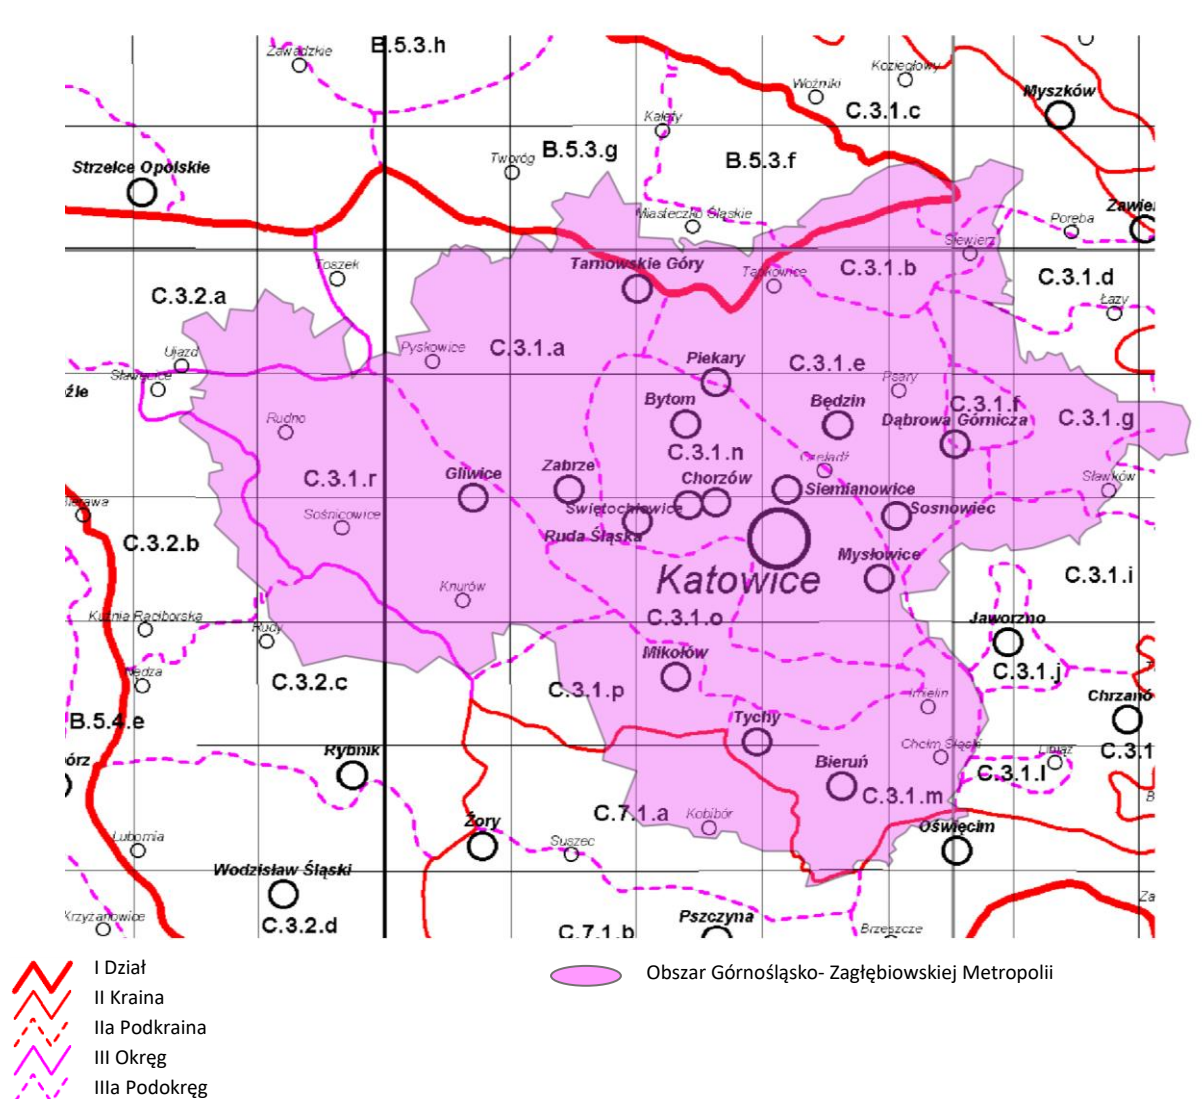 Zawadzkie
B.5.3.h
Koziegłowy
Woźniki
Myszków
C.3.1.c
Kalety
B.5.3.g
Tworóg
B.5.3.f
Strzelce Opolskie
Miasteczko Śląskie
Poręba
Siewierz
Toszek
Tarnowskie Góry
C.3.1.b
C.3.1.d
C.3.2.a
Łazy
Ujazd
Pyskowice
C.3.1.a
Piekary
C.3.1.e
Sławięcice
Psary
źle
Bytom
Będzin
C.3.1.f
C.3.1.g
Rudno
Dąbrowa Górnicza
C.3.1.n
Czeladź
C.3.1.r
Gliwice
Zabrze
Chorzów
Siemianowice
Sławków
Sośnicowice
Świętochłowice
Sosnowiec
Ruda Śląska
C.3.2.b
Mysłowice
Katowice
C.3.1.i
Knurów
Kuźnia Raciborska
C.3.1.o
Jaworzno
Rudy
Mikołów
Nędza
C.3.2.c
C.3.1.p
C.3.1.j
Imielin
Chrzanó
B.5.4.e
Tychy
Rybnik
Chełm Śląski
Libiąż
C.3.1
órz
Bieruń
C.3.1.l
C.3.1.m
C.7.1.a
Kobibór
Żory
Oświęcim
Lubomia
Suszec
Wodzisław Śląski
Za
Krzyżanowice
C.3.2.d
Pszczyna
C.7.1.b
Brzeszcze
I Dział
Obszar Górnośląsko- Zagłębiowskiej Metropolii
II Kraina
IIa Podkraina
III Okręg
IIIa Podokręg